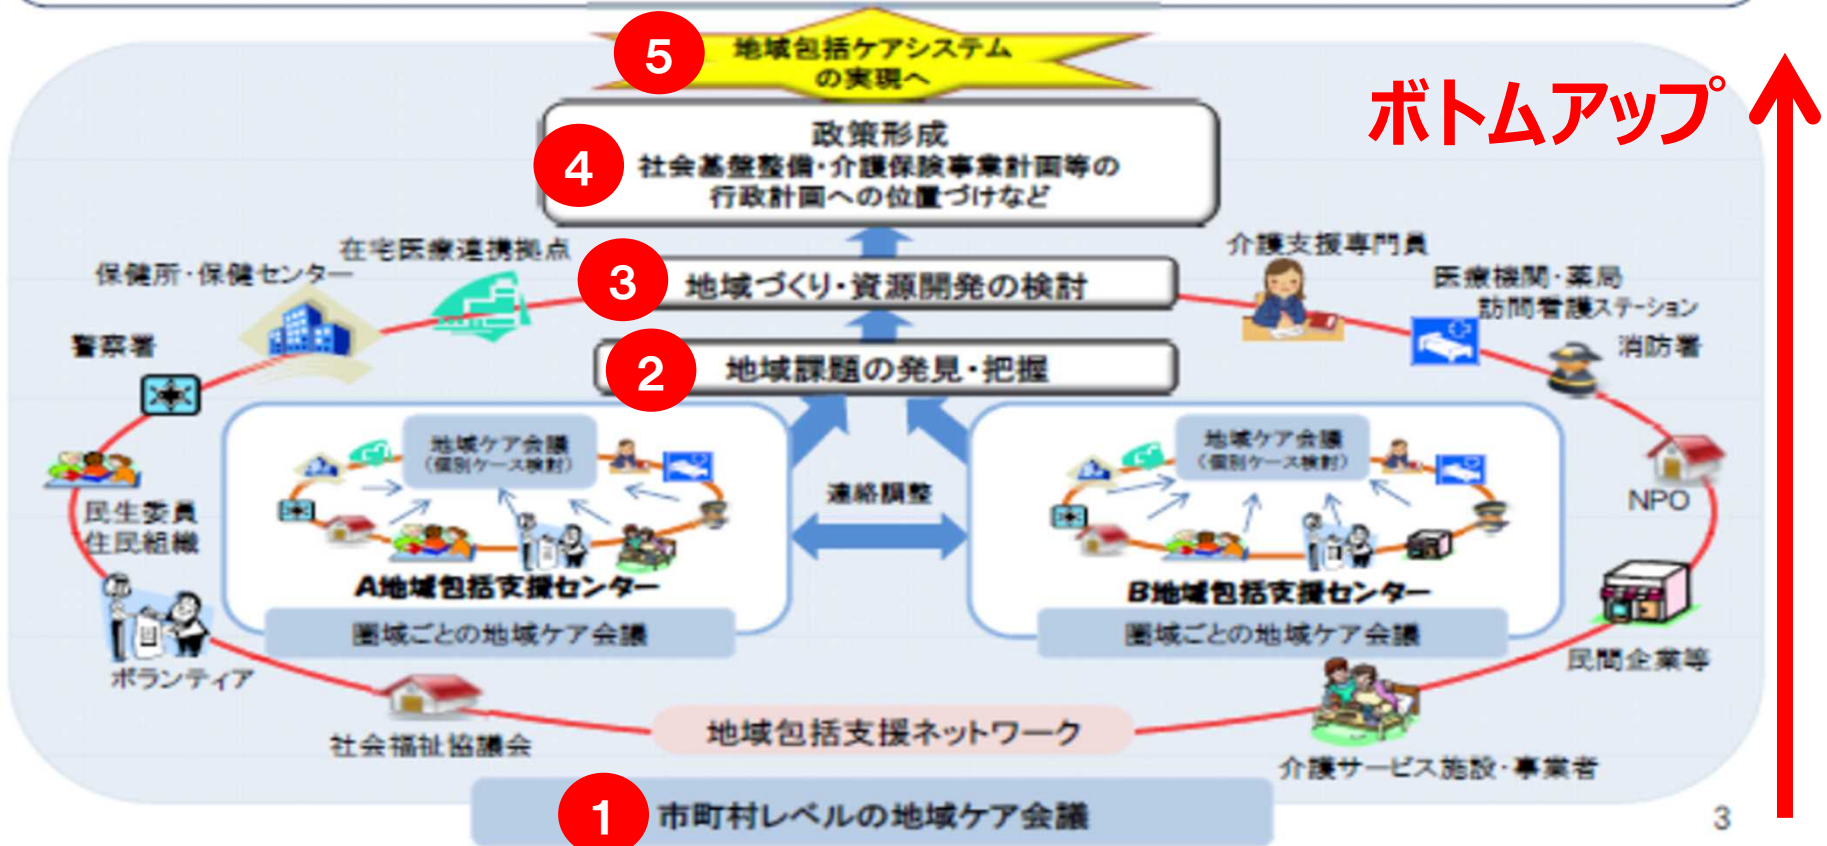 5
地域包括ケアシステム
の実現へ
ボトムアップ
4
政策形成
社会基盤整備・介護保険事業計画等の
行政計画への位置づけなど
在宅医療連携拠点
保健所・保健センター
3
地域づくり・資源開発の検討
介護支援専門員
医療機関・薬局
訪問看護ステーション
警察署
消防署
2
地域課題の発見・把握
地域ケア会議
(個別ケース検討)
地域ケア会議
(個別ケース検討)
連絡調整
民生委員
住民組織
NPO
A地域包括支援センター
B地域包括支援センター
圏域ごとの地域ケア会議
圏域ごとの地域ケア会議
ボランティア
民間企業等
地域包括支援ネットワーク
社会福祉協議会
介護サービス施設・事業者
1
市町村レベルの地域ケア会議
3